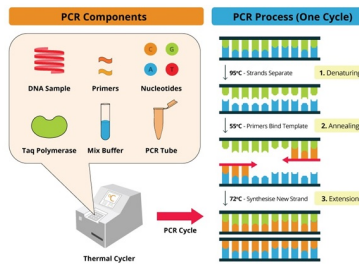 PCR Components
DNA Sample
Primers
C
G
A
T
Nucleotides
Taq Polymerase
Mix Buffer
PCR Tube
Thermal Cycler
PCR Cycle
PCR Process (One Cycle)
95°C - Strands Separate
1. Denaturing
55°C - Primers Bind Template
2. Annealing
72°C - Synthesise New Strand
3. Extension